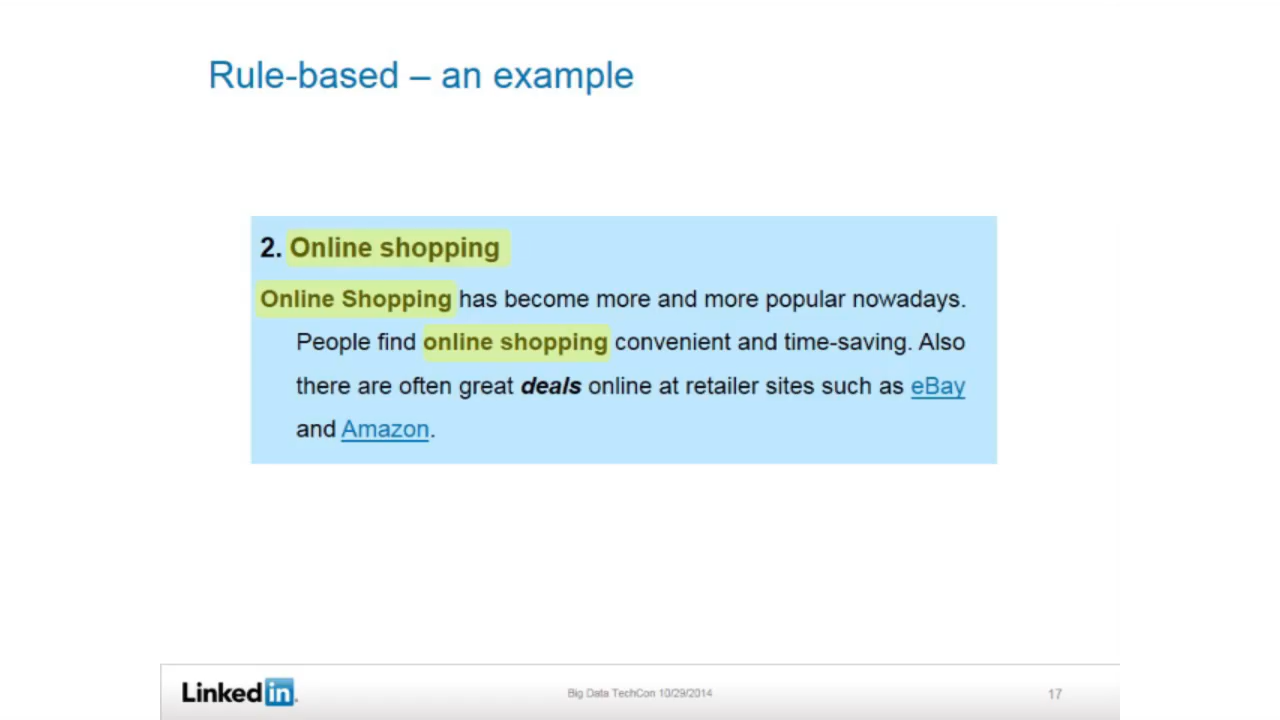 Rule-based – an example
2. Online shopping
Online Shopping has become more and more popular nowadays.
People find online shopping convenient and time-saving. Also
there are often great deals online at retailer sites such as eBay
and Amazon.
Linked in.
Big Data TechCon 10/29/2014
17